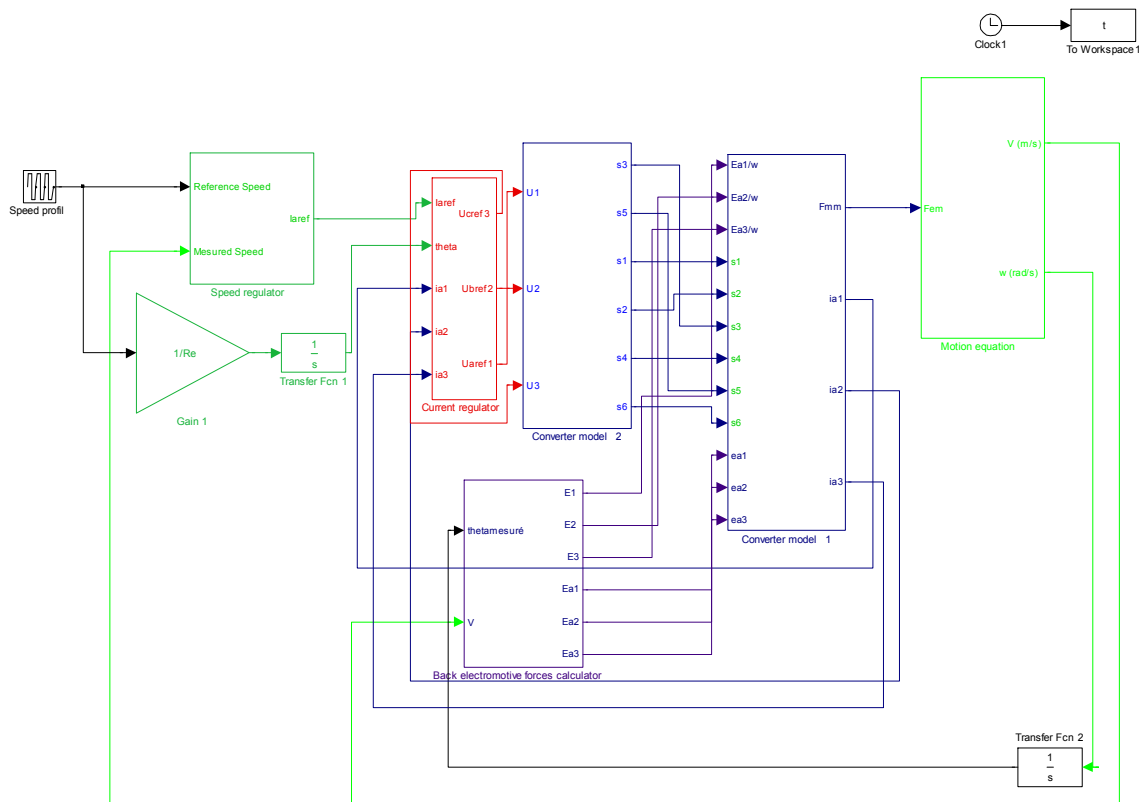 Clock1
t
To Workspace1
Speed profil
Reference Speed
Mesured Speed
Iaref
Speed regulator
1/Re
Gain 1
1
s
Transfer Fcn 1
Iaref
theta
ia1
ia2
ia3
Ucref 3
Ubref2
Uaref 1
Current regulator
U1
U2
U3
s3
s5
s1
s2
s4
s6
Converter model 2
Ea1/w
Ea2/w
Ea3/w
s1
s2
s3
s4
s5
s6
ea1
ea2
ea3
Fmm
ia1
ia2
ia3
Converter model 1
Fem
V (m/s)
w (rad/s)
Motion equation
thetamesuré
V
E1
E2
E3
Ea1
Ea2
Ea3
Back electromotive forces calculator
Transfer Fcn 2
1
s